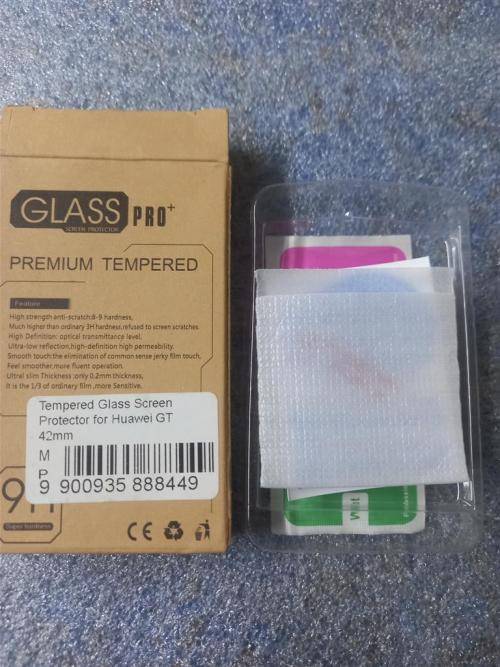 GLASS PRO+
SCREEN PROTECTOR
PREMIUM TEMPERED
Feature
High strength anti-scratch:8-9 hardness,
Much higher than ordinary 3H hardness,refused to screen scratches.
High Definition: optical transmittance level,
Ultra-low reflection,high-definition high permeability.
Smooth touch:the elimination of common sense jerky film touch,
Feel smoother,more fluent operation.
Ultral slim Thickness :only 0.2mm thickness,
It is the 1/3 of ordinary film ,more Sensitive.
Tempered Glass Screen
Protector for Huawei GT
42mm
M
P
9 900935 888449
9H
Super hardness
CE
Wet